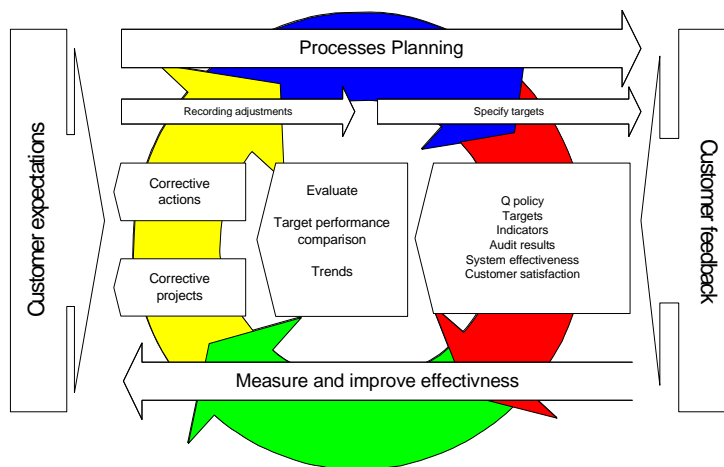 Processes Planning
Recording adjustments
Specify targets
Customer expectations
Corrective
actions
Corrective
projects
Evaluate
Target performance
comparison
Trends
Q policy
Targets
Indicators
Audit results
System effectiveness
Customer satisfaction
Customer feedback
Measure and improve effectivness